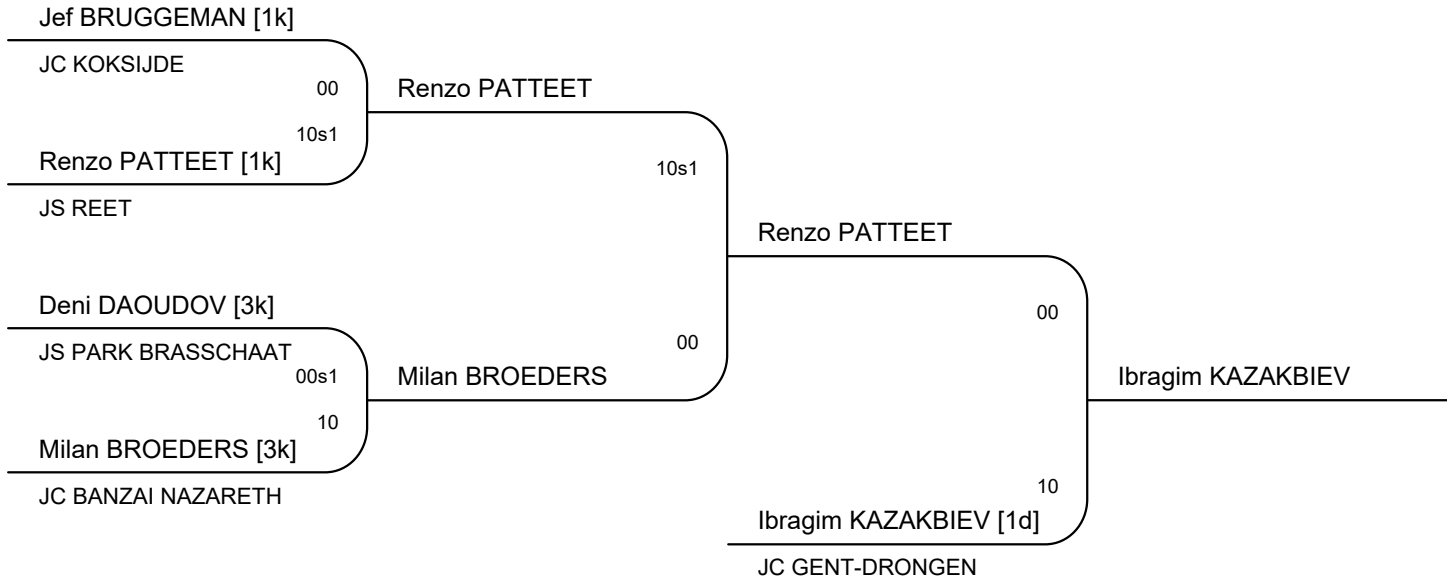 Jef BRUGGEMAN [1k]
JC KOKSIJDE
00
10s1
Renzo PATTEET [1k]
JS REET
Renzo PATTEET
10s1
Deni DAOUDOV [3k]
JS PARK BRASSCHAAT
00s1
10
Milan BROEDERS [3k]
JC BANZAI NAZARETH
Milan BROEDERS
00
Renzo PATTEET
00
10
Ibragim KAZAKBIEV [1d]
JC GENT-DRONGEN
Ibragim KAZAKBIEV